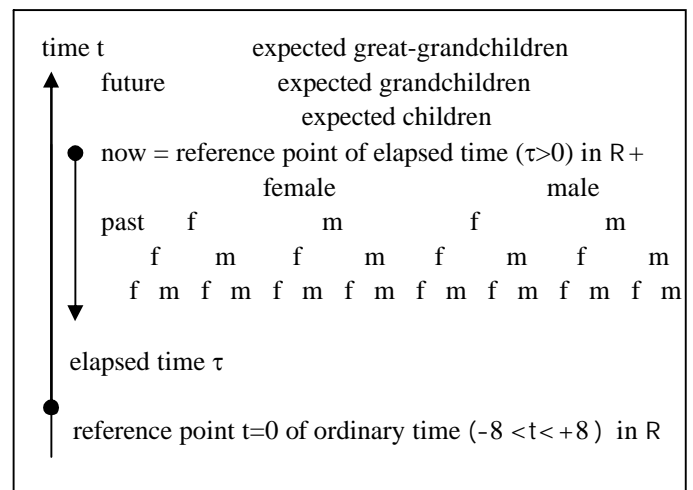 time t expected great-grandchildren
future expected grandchildren
expected children
now = reference point of elapsed time (τ>0) in R+
female male
past f m f m
f m f m f m f m
f m f m f m f m f m f m f m f m
elapsed time τ
reference point t=0 of ordinary time (-8 <t< +8) in R